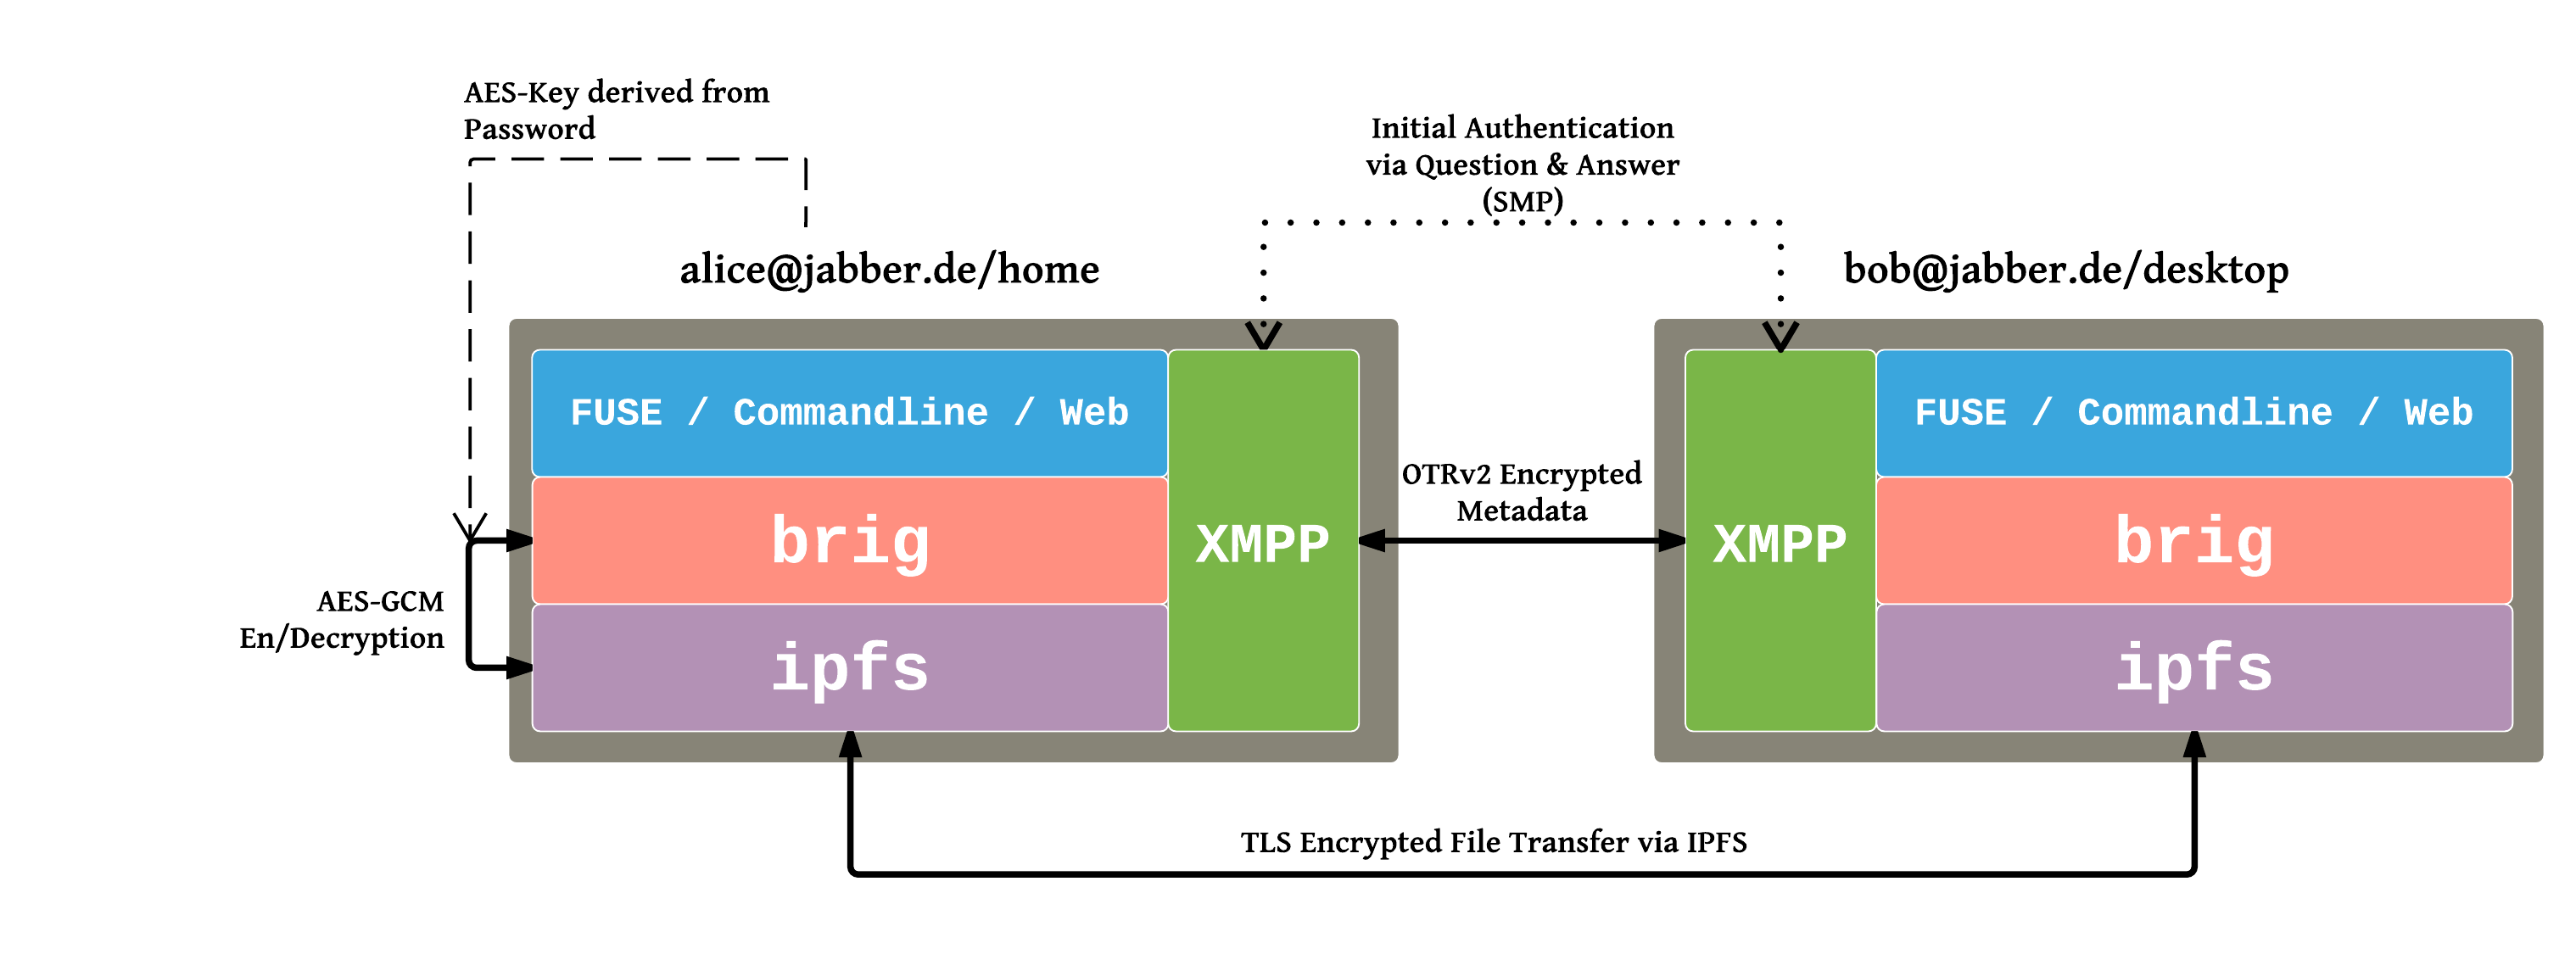 AES-Key derived from
Password
Initial Authentication
via Question & Answer
(SMP)
alice@jabber.de/home
bob@jabber.de/desktop
FUSE / Commandline / Web
XMPP
brig
ipfs
AES-GCM
En/Decryption
OTRv2 Encrypted
Metadata
XMPP
FUSE / Commandline / Web
brig
ipfs
TLS Encrypted File Transfer via IPFS